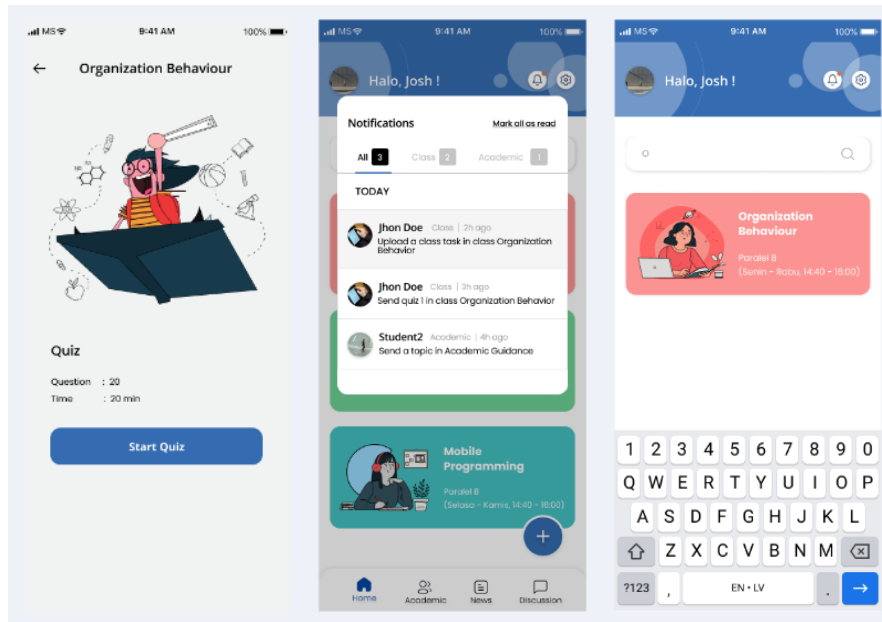 MS
9:41 AM
100%
Organization Behaviour
Quiz
Question : 20
Time : 20 min
Start Quiz
MS
9:41 AM
100%
Halo, Josh !
Notifications
Mark all as read
All 3
Class 2
Academic 1
TODAY
Jhon Doe Class | 2h ago
Upload a class task in class Organization
Behavior
Jhon Doe Class | 3h ago
Send quiz 1 in class Organization Behavior
Student2 Academic | 4h ago
Send a topic in Academic Guidance
Mobile
Programming
Paralel B
(Selasa - Kamis, 14:40 - 16:00)
+
Home
Academic
News
Discussion
MS
9:41 AM
100%
Halo, Josh !
o
Organization
Behaviour
Paralel B
(Senin - Rabu, 14:40 - 16:00)
1 2 3 4 5 6 7 8 9 0
Q W E R T Y U I O P
A S D F G H J K L
Z X C V B N M
?123 , EN • LV .